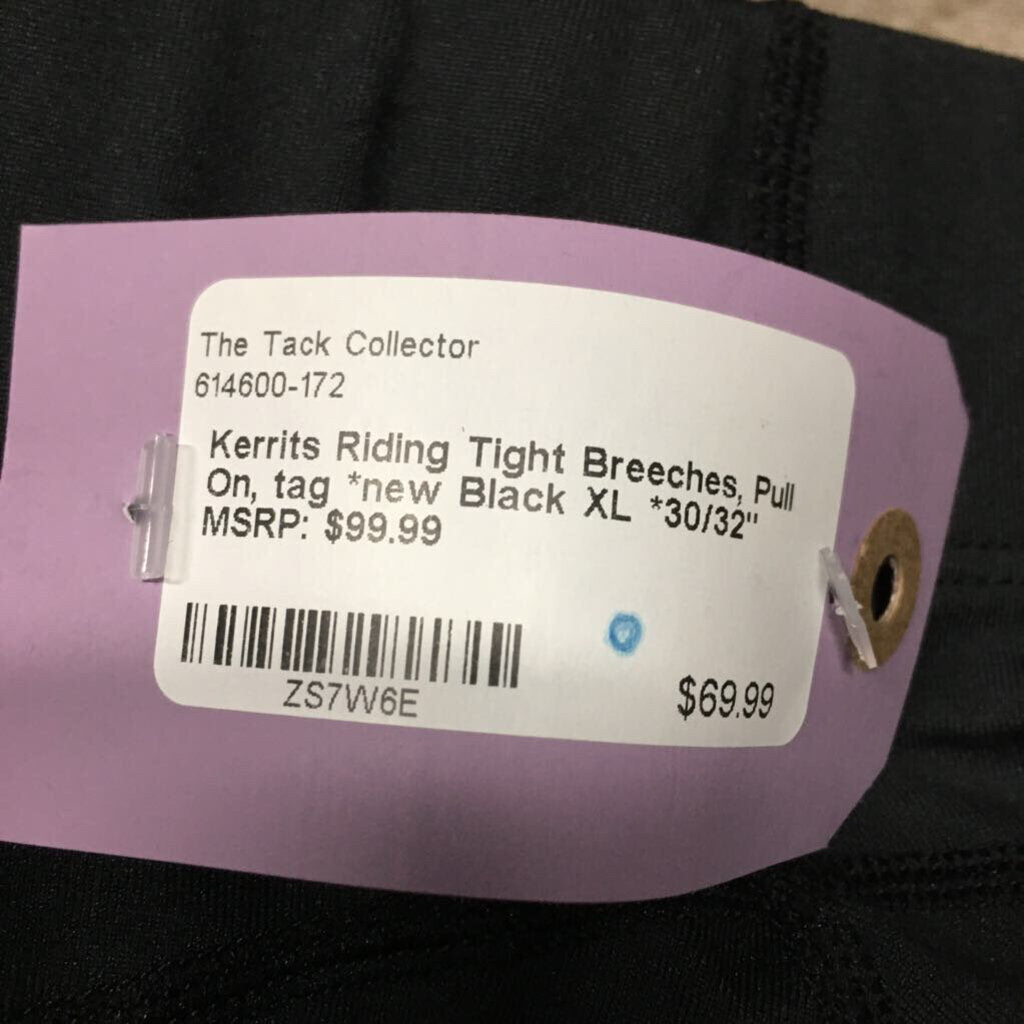 The Tack Collector
614600-172
Kerrits Riding Tight Breeches, Pull
On, tag *new Black XL *30/32"
MSRP: $99.99
ZS7W6E
$69.99